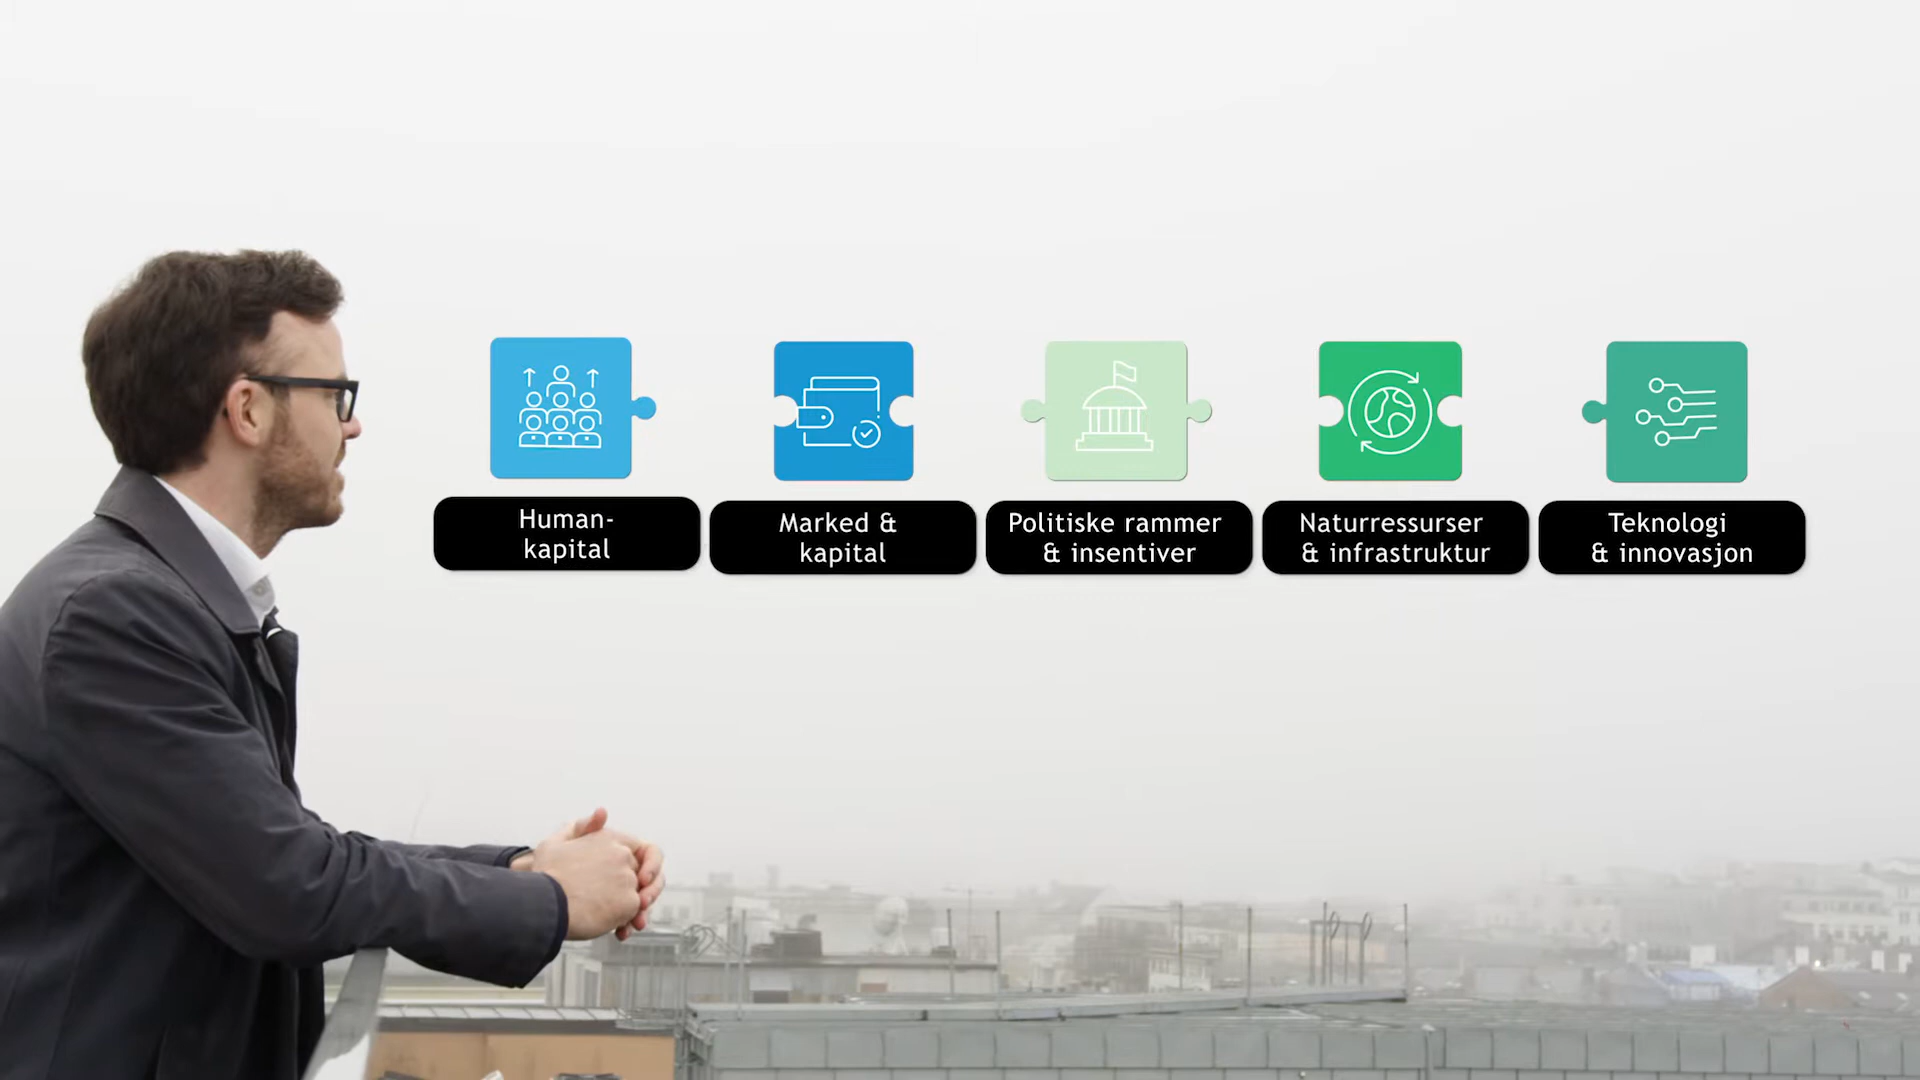 Human-
kapital
Marked &
kapital
Politiske rammer
& insentiver
Naturressurser
& infrastruktur
Teknologi
& innovasjon